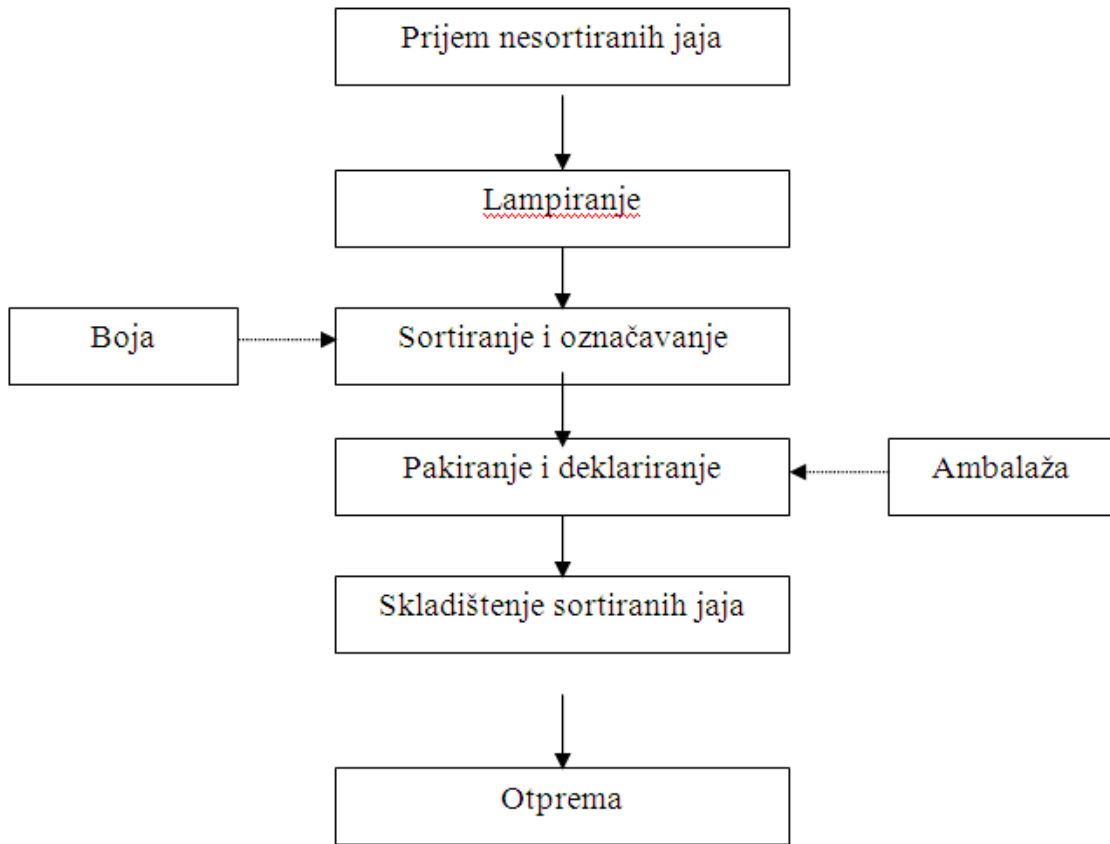 Prijem nesortiranih jaja
Lampiranje
Boja
Sortiranje i označavanje
Pakiranje i deklariranje
Ambalaža
Skladištenje sortiranih jaja
Otprema